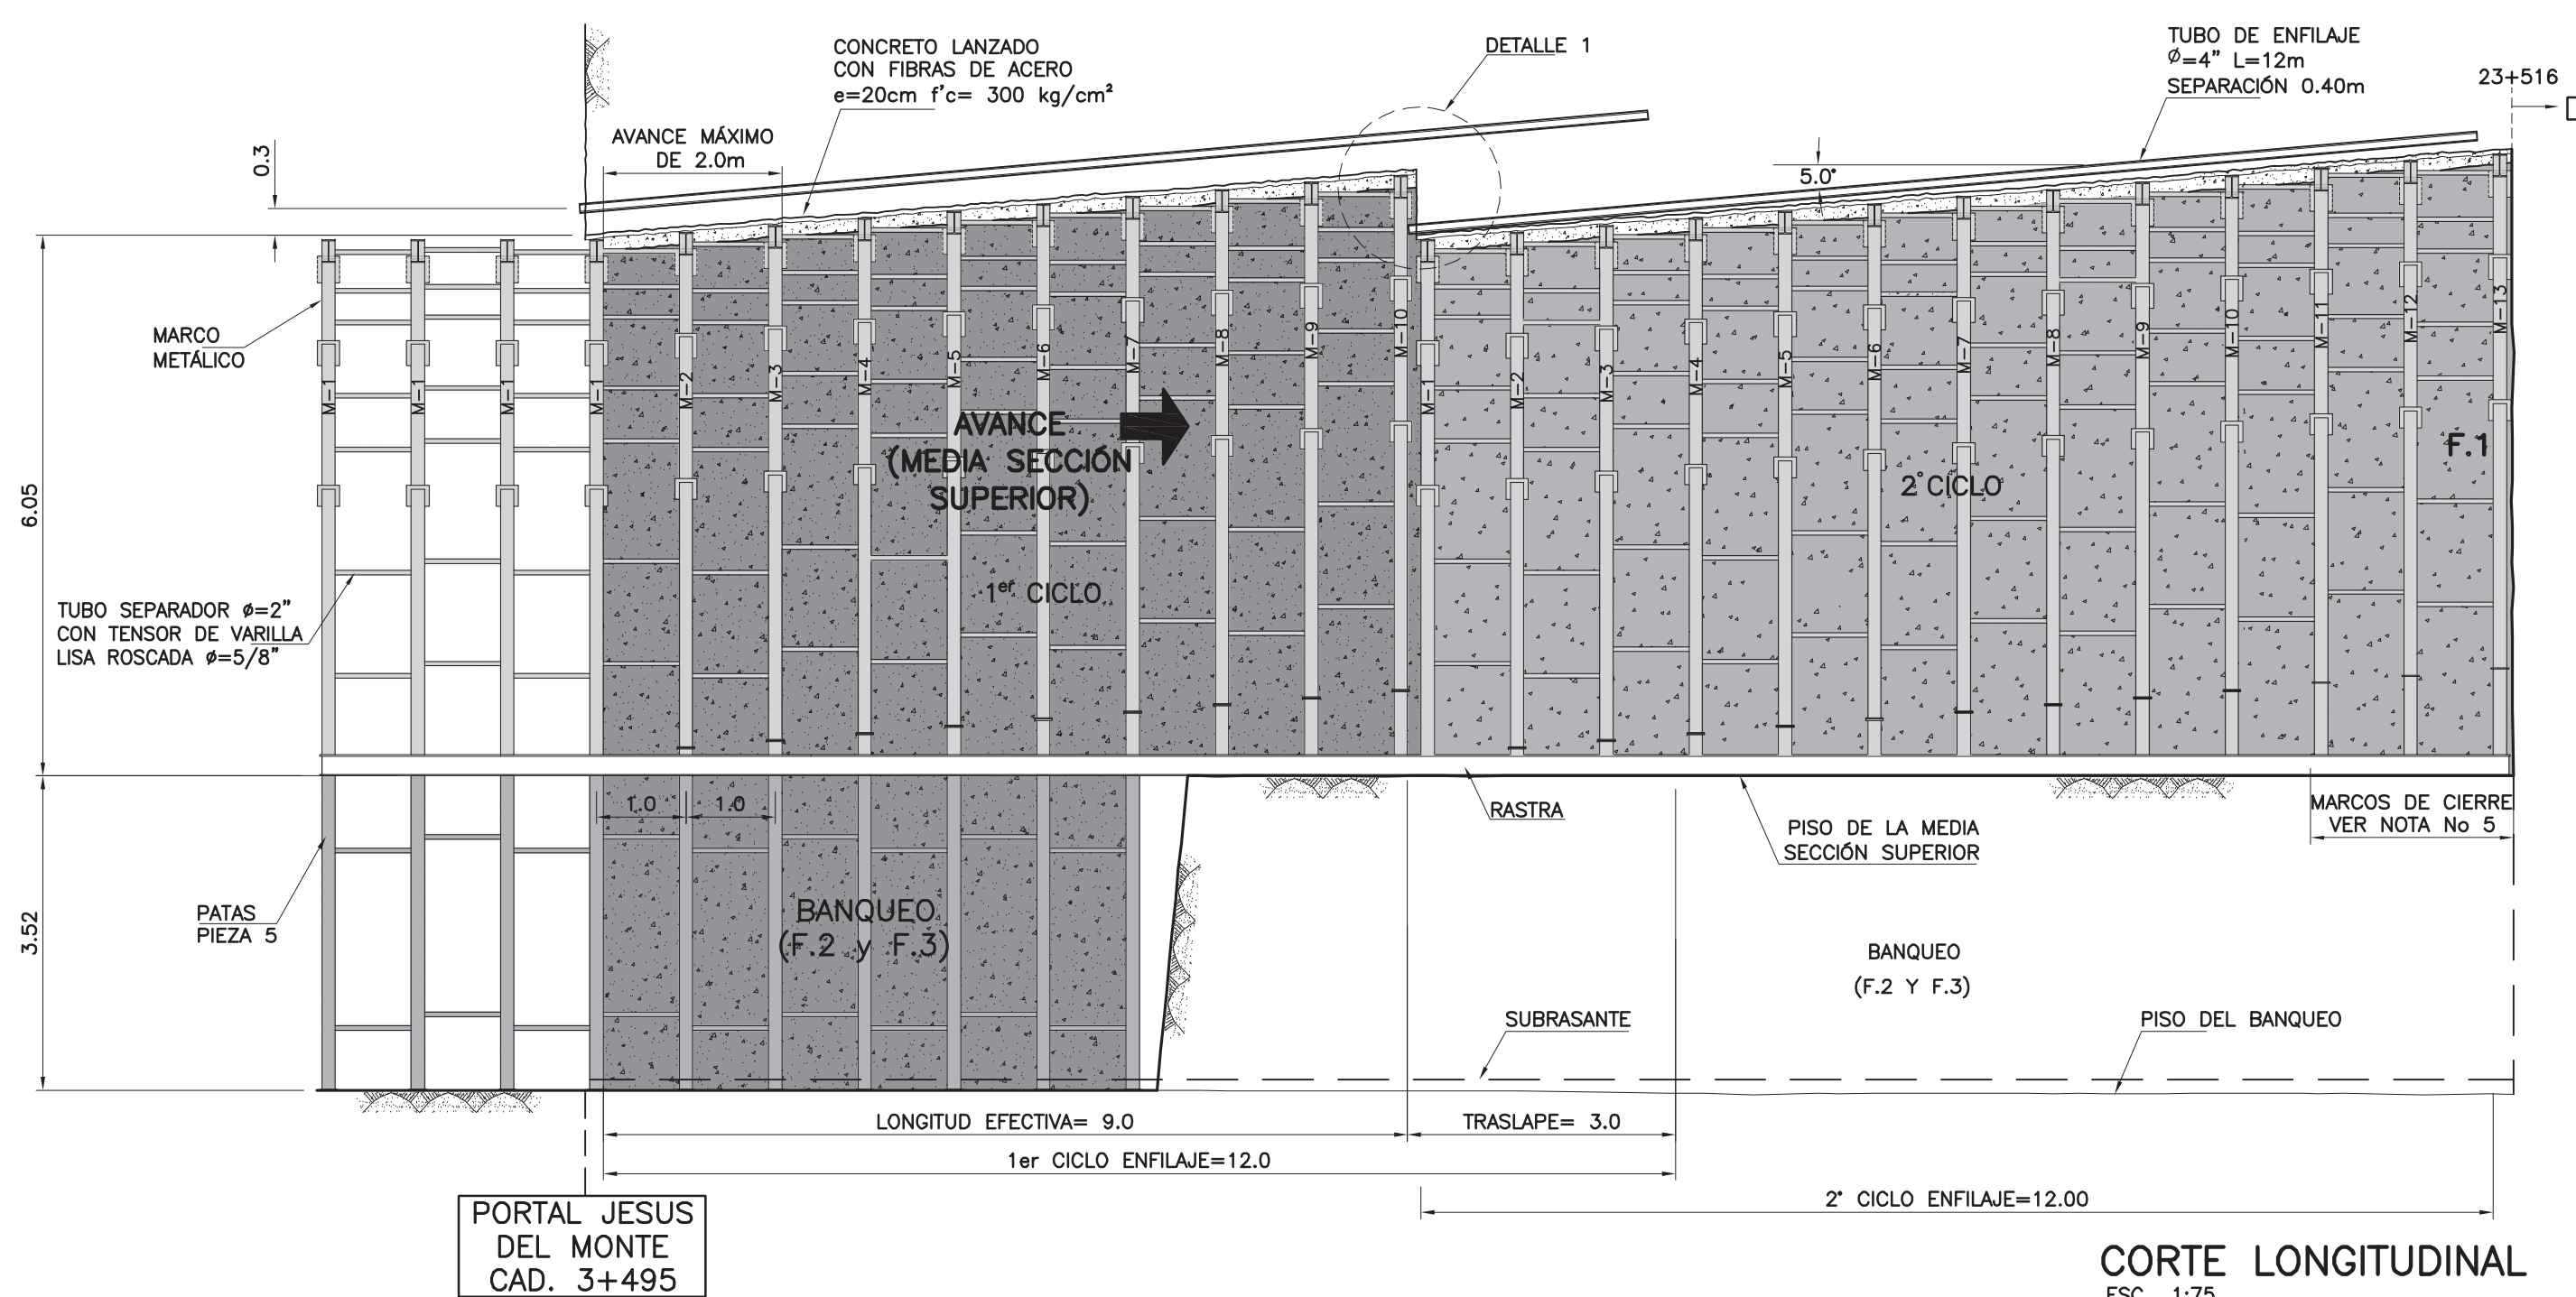 CONCRETO LANZADO
CON FIBRAS DE ACERO
e=20cm f'c= 300 kg/cm²
DETALLE 1
TUBO DE ENFILAJE
Ø=4" L=12m
SEPARACIÓN 0.40m
23+516
AVANCE MÁXIMO
DE 2.0m
0.3
5.0°
MARCO
METÁLICO
6.05
M-1
M-1
M-1
M-1
M-2
M-3
M-4
M-5
M-6
M-7
M-8
M-9
M-10
M-1
M-2
M-3
M-4
M-5
M-6
M-7
M-8
M-9
M-10
M-11
M-12
M-13
AVANCE
(MEDIA SECCIÓN
SUPERIOR)
1er CICLO
2° CICLO
F.1
TUBO SEPARADOR ø=2"
CON TENSOR DE VARILLA
LISA ROSCADA ø=5/8"
1.0
1.0
RASTRA
PISO DE LA MEDIA
SECCIÓN SUPERIOR
MARCOS DE CIERRE
VER NOTA No 5
3.52
PATAS
PIEZA 5
BANQUEO
(F.2 y F.3)
BANQUEO
(F.2 Y F.3)
SUBRASANTE
PISO DEL BANQUEO
LONGITUD EFECTIVA= 9.0
TRASLAPE= 3.0
1er CICLO ENFILAJE=12.0
2° CICLO ENFILAJE=12.00
PORTAL JESUS
DEL MONTE
CAD. 3+495
CORTE LONGITUDINAL
ESC. 1:75